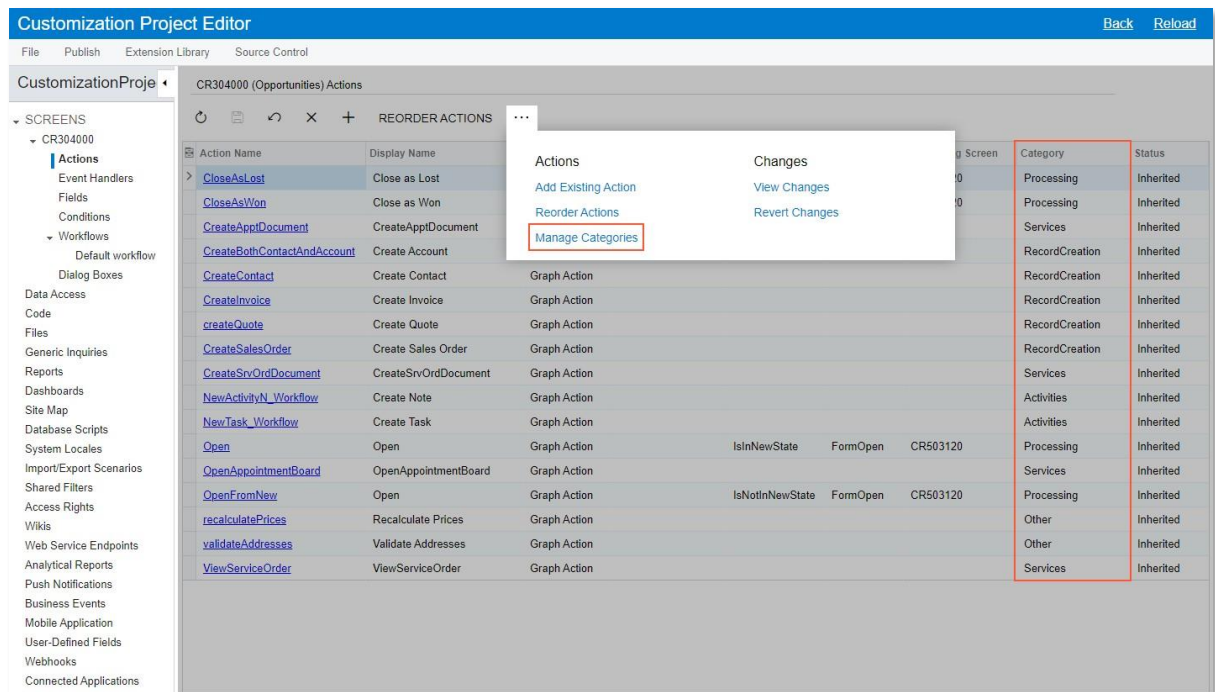 Customization Project Editor
Back Reload
File Publish Extension Library Source Control
CustomizationProje
CR304000 (Opportunities) Actions
REORDER ACTIONS ...
SCREENS
CR304000
Actions
Event Handlers
Fields
Conditions
Workflows
Default workflow
Dialog Boxes
Data Access
Code
Files
Generic Inquiries
Reports
Dashboards
Site Map
Database Scripts
System Locales
Import/Export Scenarios
Shared Filters
Access Rights
Wikis
Web Service Endpoints
Analytical Reports
Push Notifications
Business Events
Mobile Application
User-Defined Fields
Webhooks
Connected Applications
Actions Changes
Add Existing Action View Changes
Reorder Actions Revert Changes
Manage Categories
Action Name Display Name Screen Category Status
CloseAsLost Close as Lost Processing Inherited
CloseAsWon Close as Won Processing Inherited
CreateApptDocument CreateApptDocument Services Inherited
CreateBothContactAndAccount Create Account RecordCreation Inherited
CreateContact Create Contact Graph Action RecordCreation Inherited
CreateInvoice Create Invoice Graph Action RecordCreation Inherited
createQuote Create Quote Graph Action RecordCreation Inherited
CreateSalesOrder Create Sales Order Graph Action RecordCreation Inherited
CreateSrvOrdDocument CreateSrvOrdDocument Graph Action Services Inherited
NewActivityN_Workflow Create Note Graph Action Activities Inherited
NewTask_Workflow Create Task Graph Action Activities Inherited
Open Open Graph Action IsInNewState FormOpen CR503120 Processing Inherited
OpenAppointmentBoard OpenAppointmentBoard Graph Action Services Inherited
OpenFromNew Open Graph Action IsNotInNewState FormOpen CR503120 Processing Inherited
recalculatePrices Recalculate Prices Graph Action Other Inherited
validateAddresses Validate Addresses Graph Action Other Inherited
ViewServiceOrder ViewServiceOrder Graph Action Services Inherited